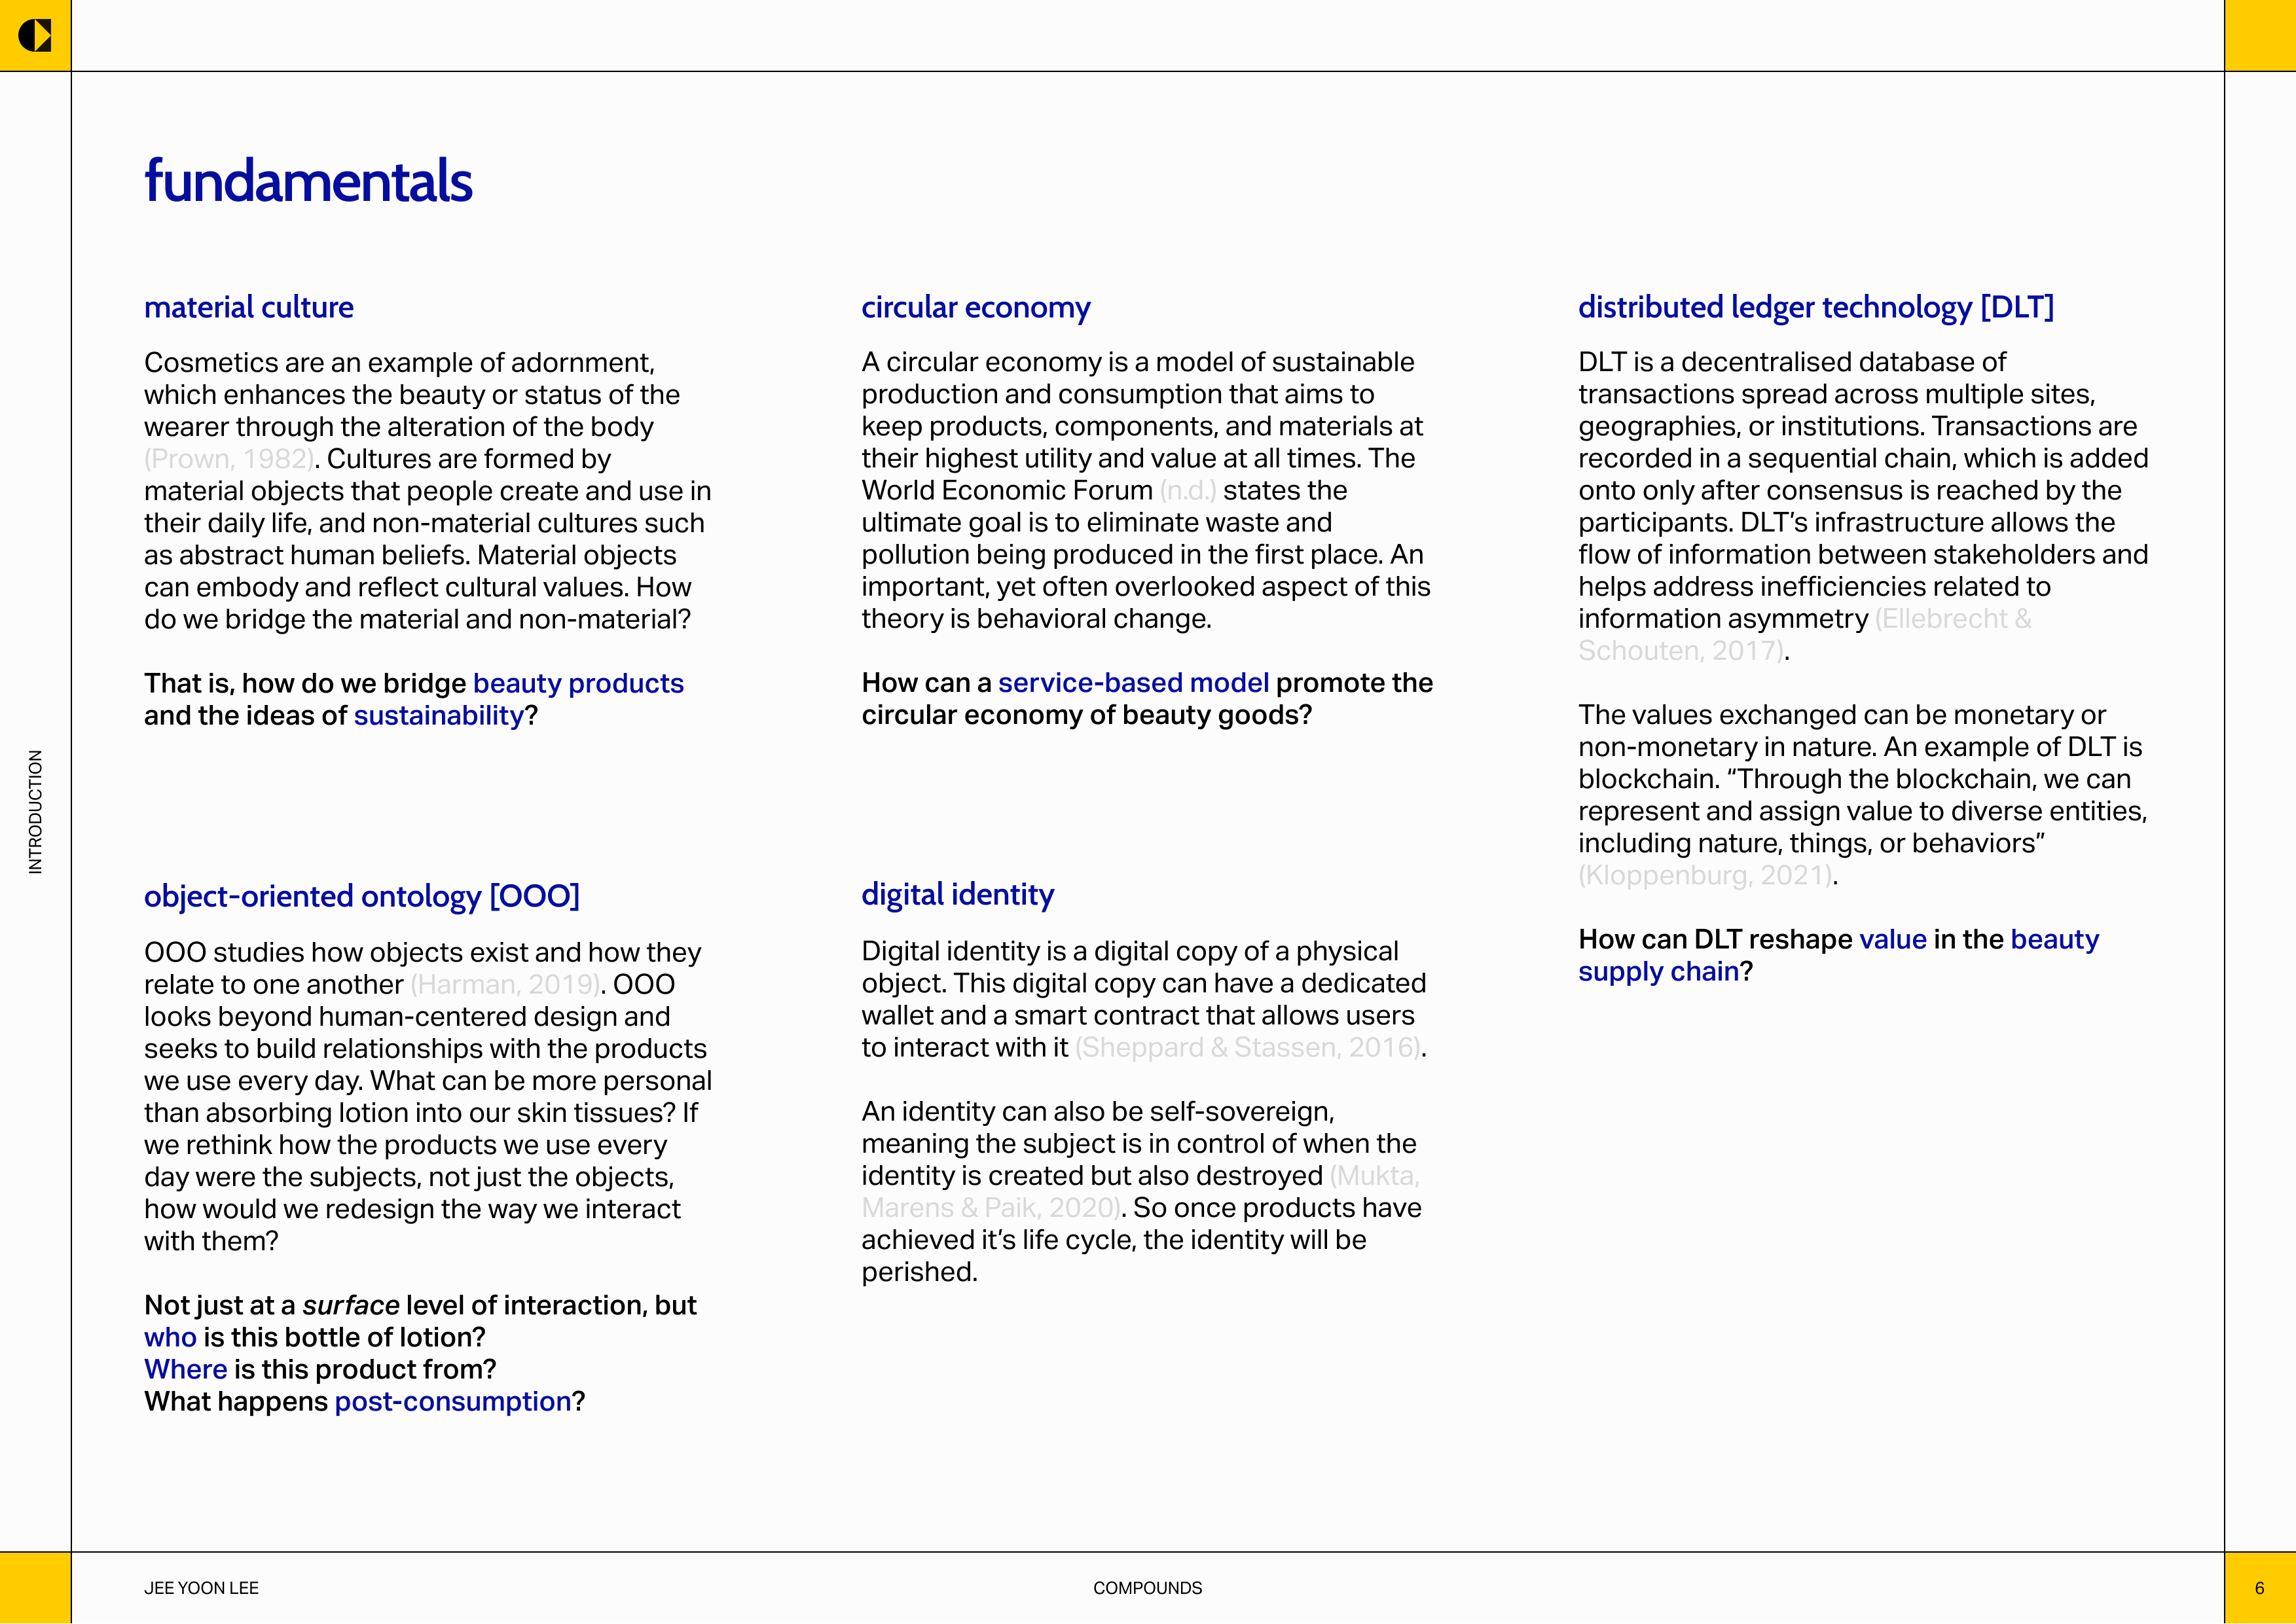 fundamentals
material culture
Cosmetics are an example of adornment,
which enhances the beauty or status of the
wearer through the alteration of the body
(Prown, 1982). Cultures are formed by
material objects that people create and use in
their daily life, and non-material cultures such
as abstract human beliefs. Material objects
can embody and reflect cultural values. How
do we bridge the material and non-material?
That is, how do we bridge beauty products
and the ideas of sustainability?
object-oriented ontology [OOO]
OOO studies how objects exist and how they
relate to one another (Harman, 2019). OOO
looks beyond human-centered design and
seeks to build relationships with the products
we use every day. What can be more personal
than absorbing lotion into our skin tissues? If
we rethink how the products we use every
day were the subjects, not just the objects,
how would we redesign the way we interact
with them?
Not just at a surface level of interaction, but
who is this bottle of lotion?
Where is this product from?
What happens post-consumption?
circular economy
A circular economy is a model of sustainable
production and consumption that aims to
keep products, components, and materials at
their highest utility and value at all times. The
World Economic Forum (n.d.) states the
ultimate goal is to eliminate waste and
pollution being produced in the first place. An
important, yet often overlooked aspect of this
theory is behavioral change.
How can a service-based model promote the
circular economy of beauty goods?
digital identity
Digital identity is a digital copy of a physical
object. This digital copy can have a dedicated
wallet and a smart contract that allows users
to interact with it (Sheppard & Stassen, 2016).
An identity can also be self-sovereign,
meaning the subject is in control of when the
identity is created but also destroyed (Mukta,
Marens & Paik, 2020). So once products have
achieved it’s life cycle, the identity will be
perished.
distributed ledger technology [DLT]
DLT is a decentralised database of
transactions spread across multiple sites,
geographies, or institutions. Transactions are
recorded in a sequential chain, which is added
onto only after consensus is reached by the
participants. DLT’s infrastructure allows the
flow of information between stakeholders and
helps address inefficiencies related to
information asymmetry (Ellebrecht &
Schouten, 2017).
The values exchanged can be monetary or
non-monetary in nature. An example of DLT is
blockchain. “Through the blockchain, we can
represent and assign value to diverse entities,
including nature, things, or behaviors”
(Kloppenburg, 2021).
How can DLT reshape value in the beauty
supply chain?
INTRODUCTION
JEE YOON LEE
COMPOUNDS
6